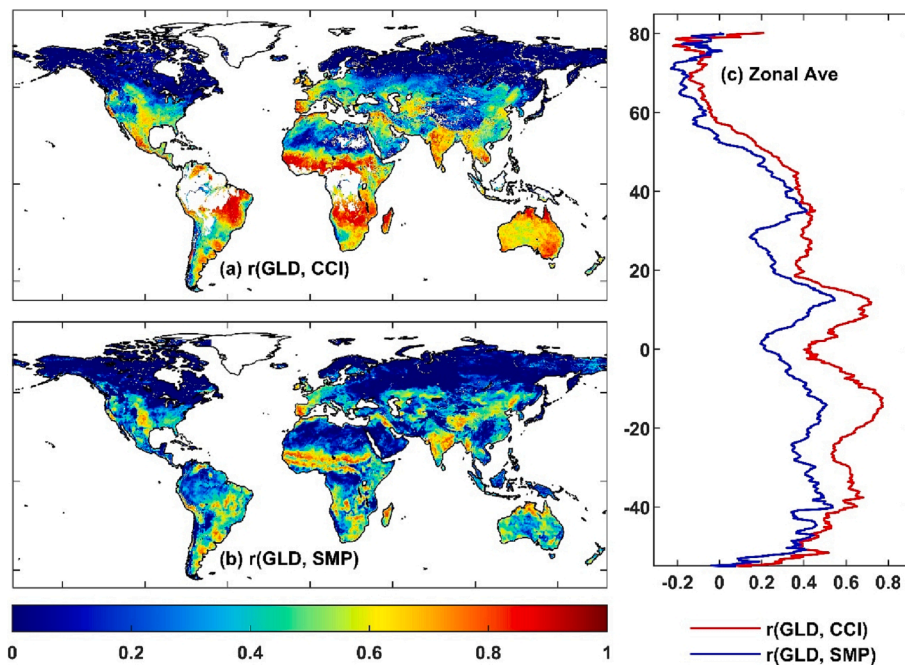 (a) r(GLD, CCI)
(b) r(GLD, SMP)
0 0.2 0.4 0.6 0.8 1
(c) Zonal Ave
80
60
40
20
0
-20
-40
-0.2 0 0.2 0.4 0.6 0.8
r(GLD, CCI)
r(GLD, SMP)